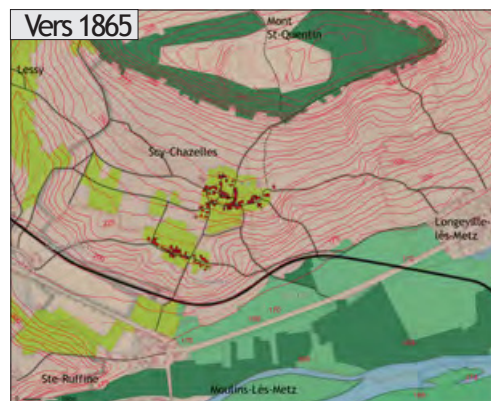 Vers 1865
Mont
St-Quentin
Lessy
Scy-Chazelles
Longeville-
lès-Metz
Ste-Ruffine
Moulins-Lès-Metz